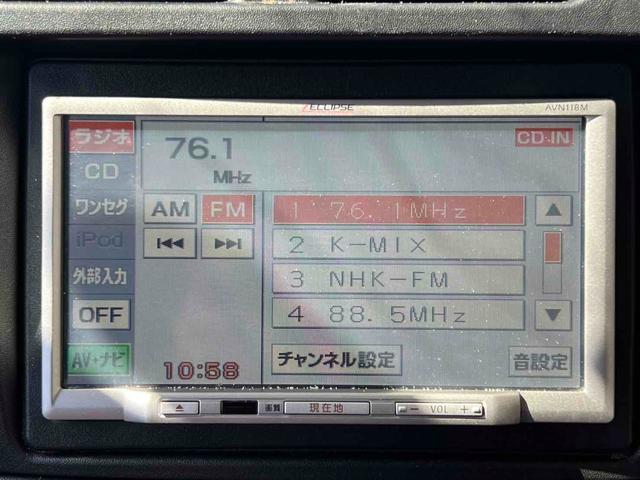 ECLIPSE
AVN118M
ラジオ
76.1
MHz
CD-IN
CD
ワンセグ
AM
FM
1 76.1MHz
▲
iPod
⏮
⏭
2 K-MIX
外部入力
3 NHK-FM
OFF
4 88.5MHz
▼
AV+ナビ
10:58
チャンネル設定
音設定
画質
現在地
− VOL +